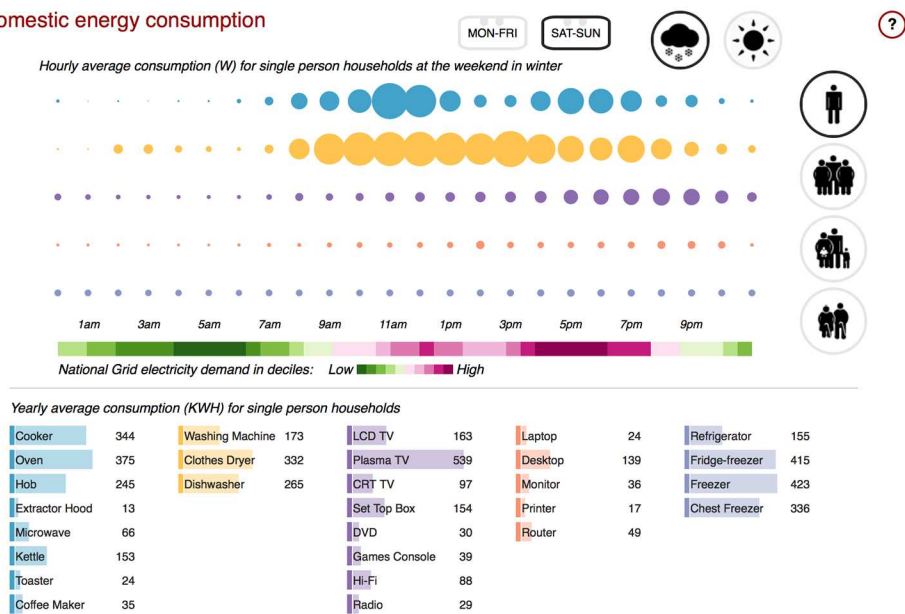 omestic energy consumption
MON-FRI
SAT-SUN
?
Hourly average consumption (W) for single person households at the weekend in winter
1am 3am 5am 7am 9am 11am 1pm 3pm 5pm 7pm 9pm
National Grid electricity demand in deciles: Low High
Yearly average consumption (KWH) for single person households
Cooker 344
Oven 375
Hob 245
Extractor Hood 13
Microwave 66
Kettle 153
Toaster 24
Coffee Maker 35
Washing Machine 173
Clothes Dryer 332
Dishwasher 265
LCD TV 163
Plasma TV 539
CRT TV 97
Set Top Box 154
DVD 30
Games Console 39
Hi-Fi 88
Radio 29
Laptop 24
Desktop 139
Monitor 36
Printer 17
Router 49
Refrigerator 155
Fridge-freezer 415
Freezer 423
Chest Freezer 336